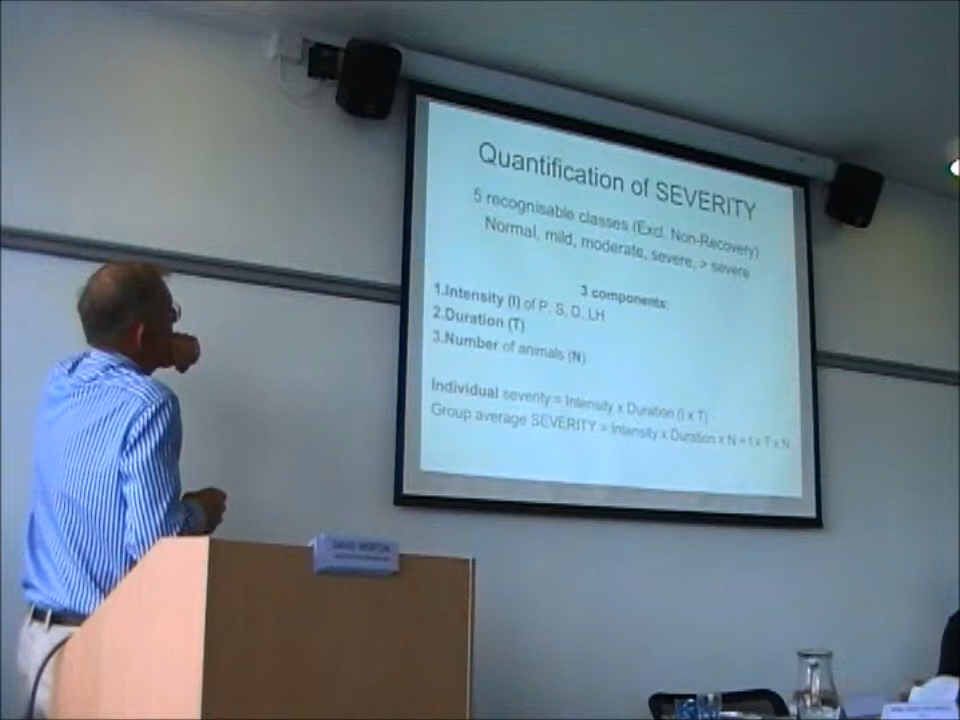 Quantification of SEVERITY
5 recognisable classes (Excl. Non-Recovery)
Normal, mild, moderate, severe, > severe
3 components:
1.Intensity (I) of P, S, D, LH
2.Duration (T)
3.Number of animals (N)
Individual severity = Intensity x Duration (I x T)
Group average SEVERITY = Intensity x Duration x N = I x T x N
DAVID MORTON